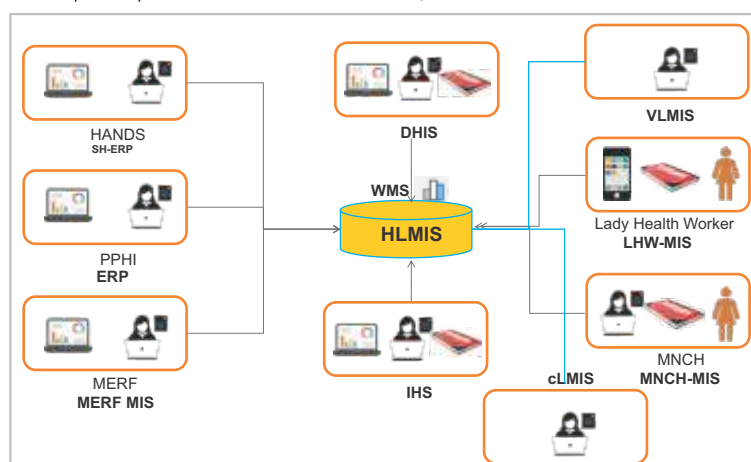 HANDS
SH-ERP
PPHI
ERP
MERF
MERF MIS
DHIS
WMS
HLMIS
IHS
VLMIS
Lady Health Worker
LHW-MIS
MNCH
MNCH-MIS
cLMIS